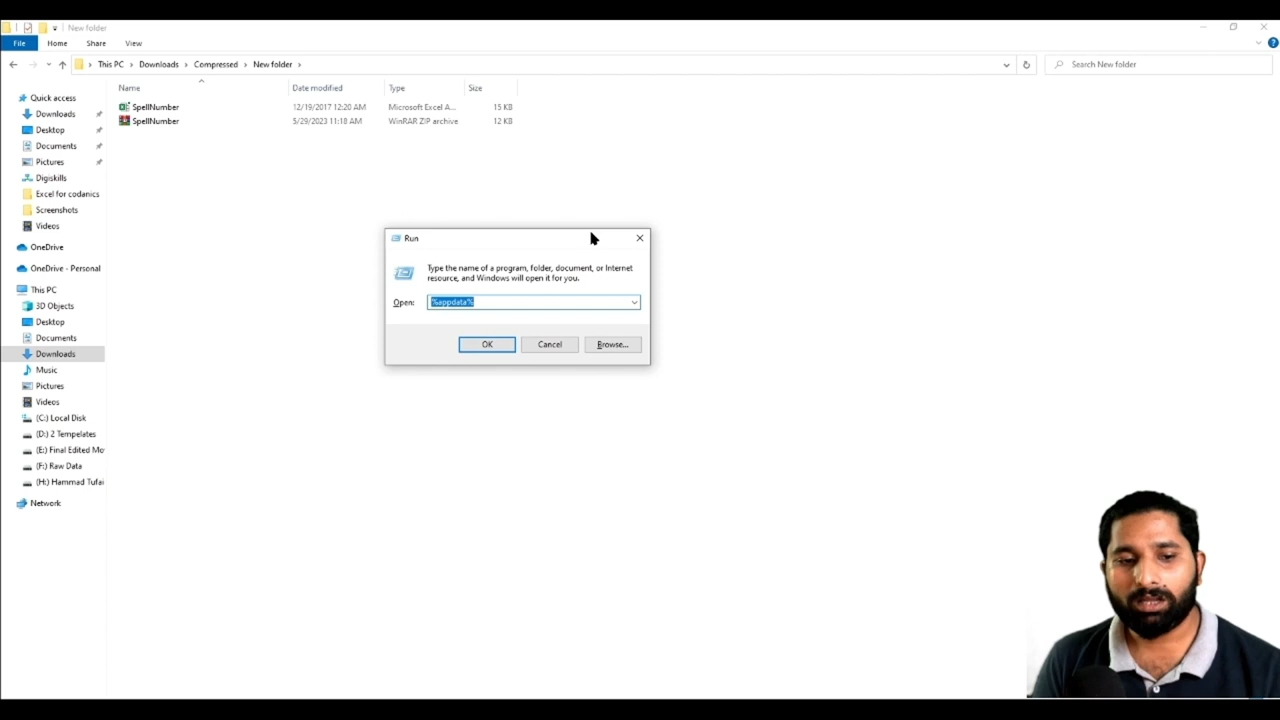 New folder
File Home Share View
This PC Downloads Compressed New folder
Search New folder
Name Date modified Type Size
SpellNumber 12/19/2017 12:20 AM Microsoft Excel A... 15 KB
SpellNumber 5/29/2023 11:18 AM WinRAR ZIP archive 12 KB
Quick access
Downloads
Desktop
Documents
Pictures
Digiskills
Excel for codanics
Screenshots
Videos
OneDrive
OneDrive - Personal
This PC
3D Objects
Desktop
Documents
Downloads
Music
Pictures
Videos
(C:) Local Disk
(D:) 2 Tempelates
(E:) Final Edited Mo
(F:) Raw Data
(H:) Hammad Tufai
Network
Run
Type the name of a program, folder, document, or Internet
resource, and Windows will open it for you.
Open: %appdata%
OK Cancel Browse...